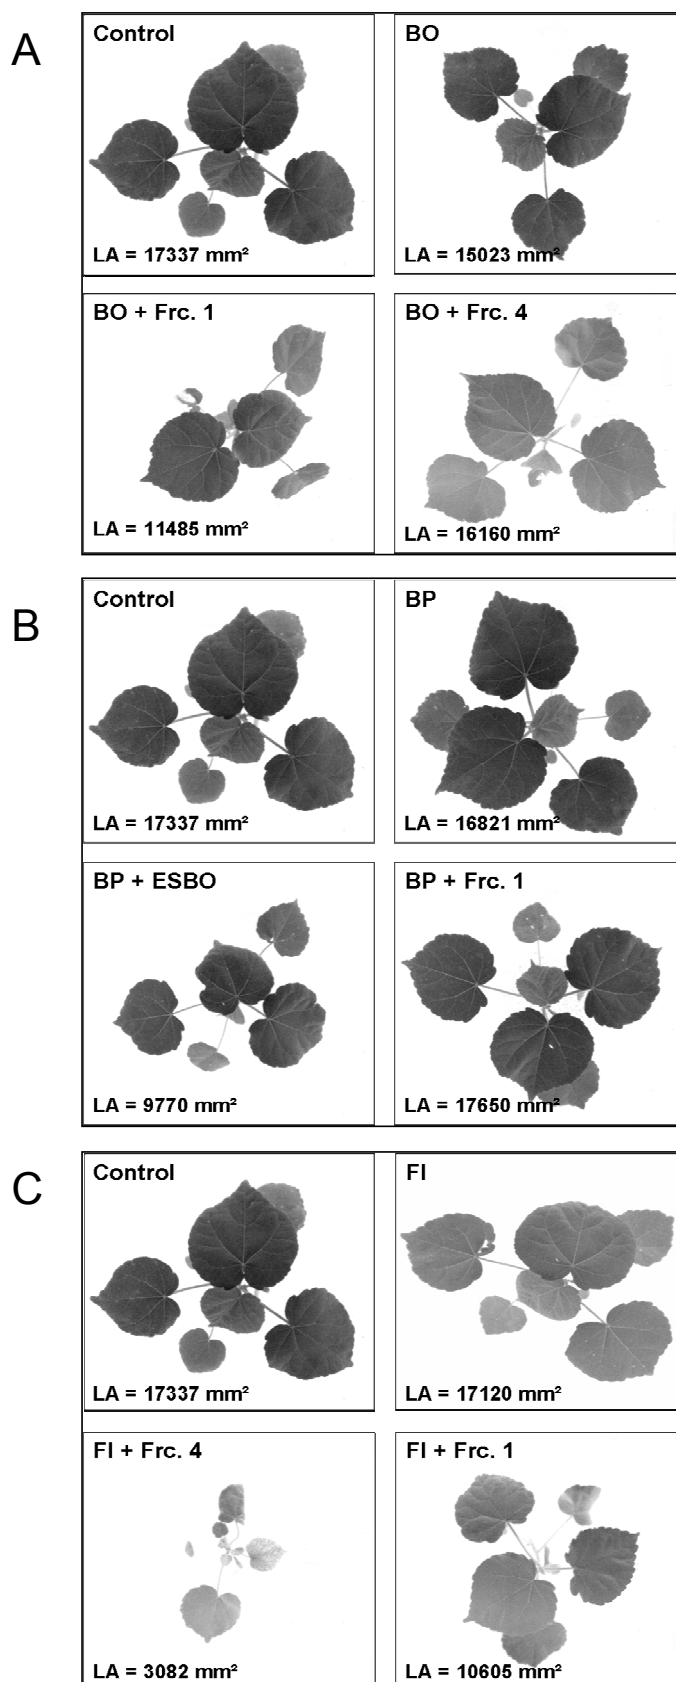 A
Control
BO
LA = 17337 mm²
LA = 15023 mm²
BO + Frc. 1
BO + Frc. 4
LA = 11485 mm²
LA = 16160 mm²
B
Control
BP
LA = 17337 mm²
LA = 16821 mm²
BP + ESBO
BP + Frc. 1
LA = 9770 mm²
LA = 17650 mm²
C
Control
FI
LA = 17337 mm²
LA = 17120 mm²
FI + Frc. 4
FI + Frc. 1
LA = 3082 mm²
LA = 10605 mm²